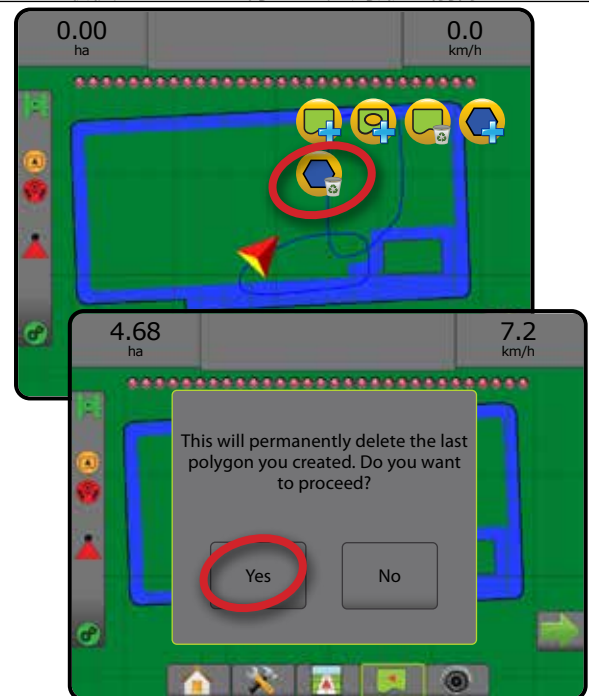 0.00
ha
0.0
km/h
4.68
ha
7.2
km/h
This will permanently delete the last
polygon you created. Do you want
to proceed?
Yes
No